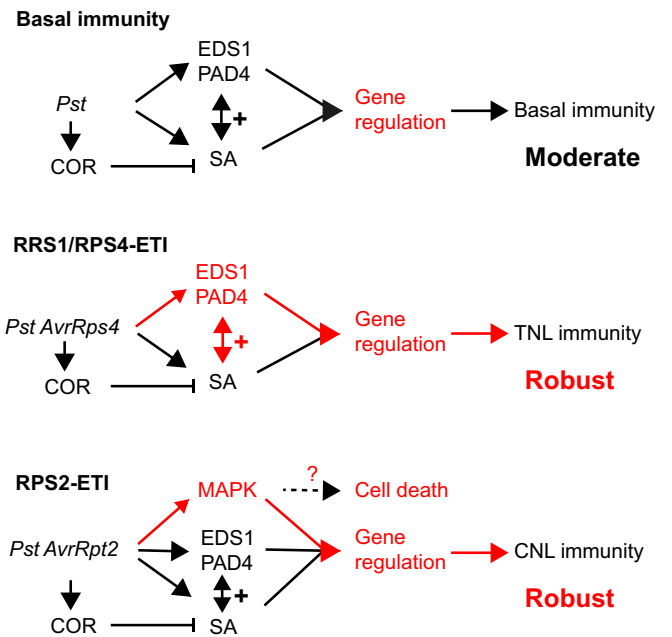 Basal immunity
EDS1
PAD4
Pst
+
Gene
regulation
Basal immunity
COR
SA
Moderate
RRS1/RPS4-ETI
EDS1
PAD4
Pst AvrRps4
+
Gene
regulation
TNL immunity
COR
SA
Robust
RPS2-ETI
MAPK
?
Cell death
Pst AvrRpt2
EDS1
PAD4
Gene
regulation
CNL immunity
+
COR
SA
Robust